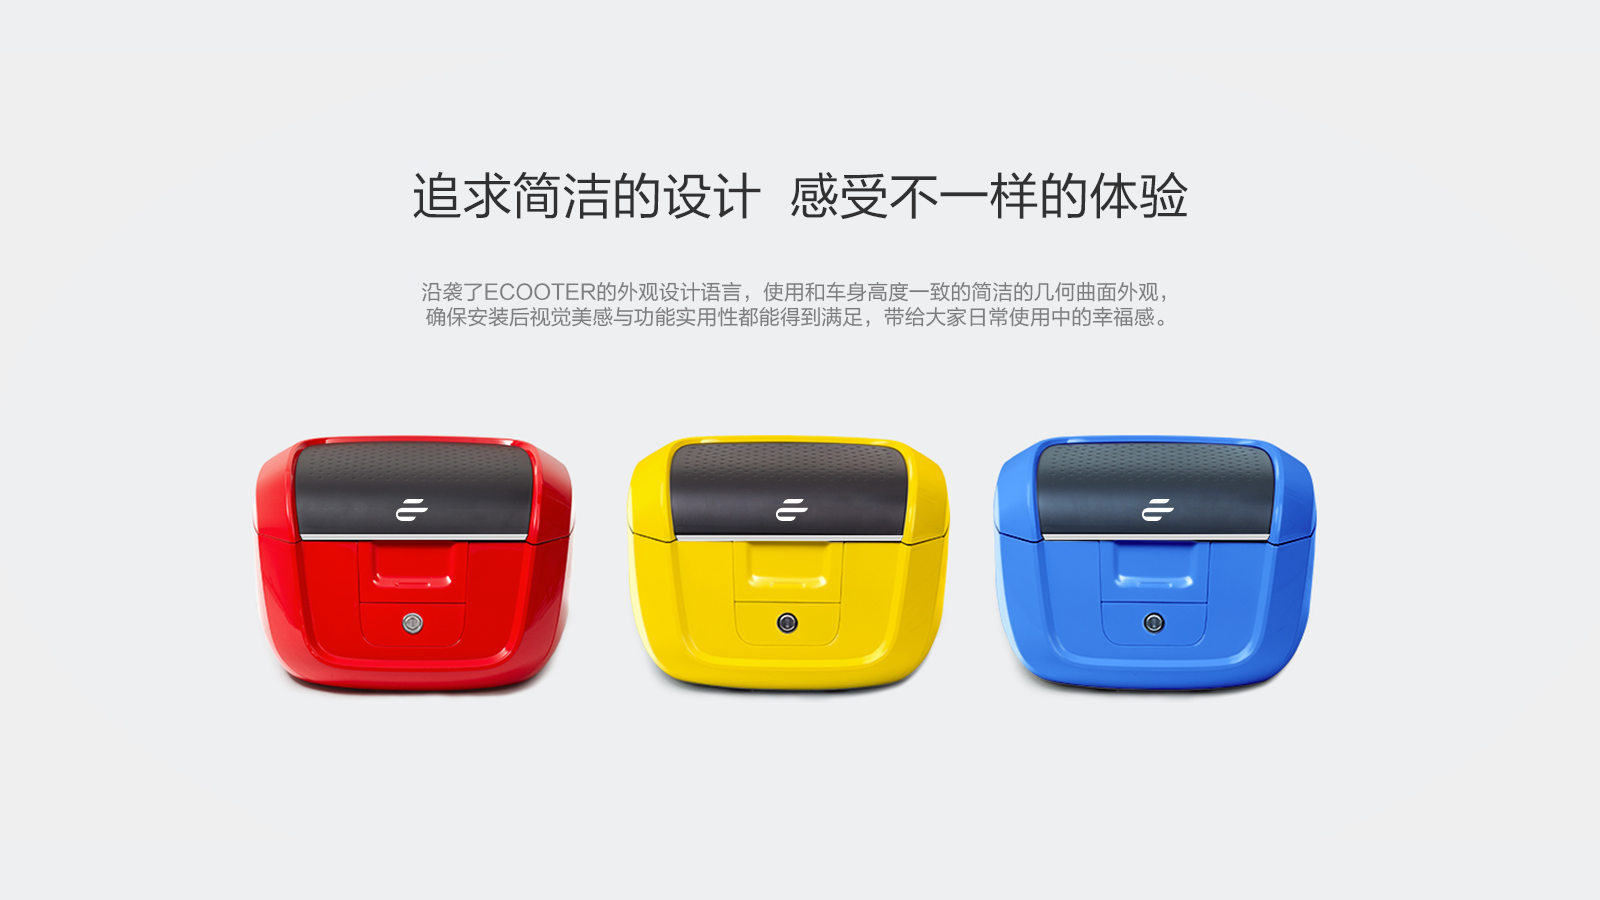 追求简洁的设计 感受不一样的体验
沿袭了ECOOTER的外观设计语言，使用和车身高度一致的简洁的几何曲面外观，
确保安装后视觉美感与功能实用性都能得到满足，带给大家日常使用中的幸福感。